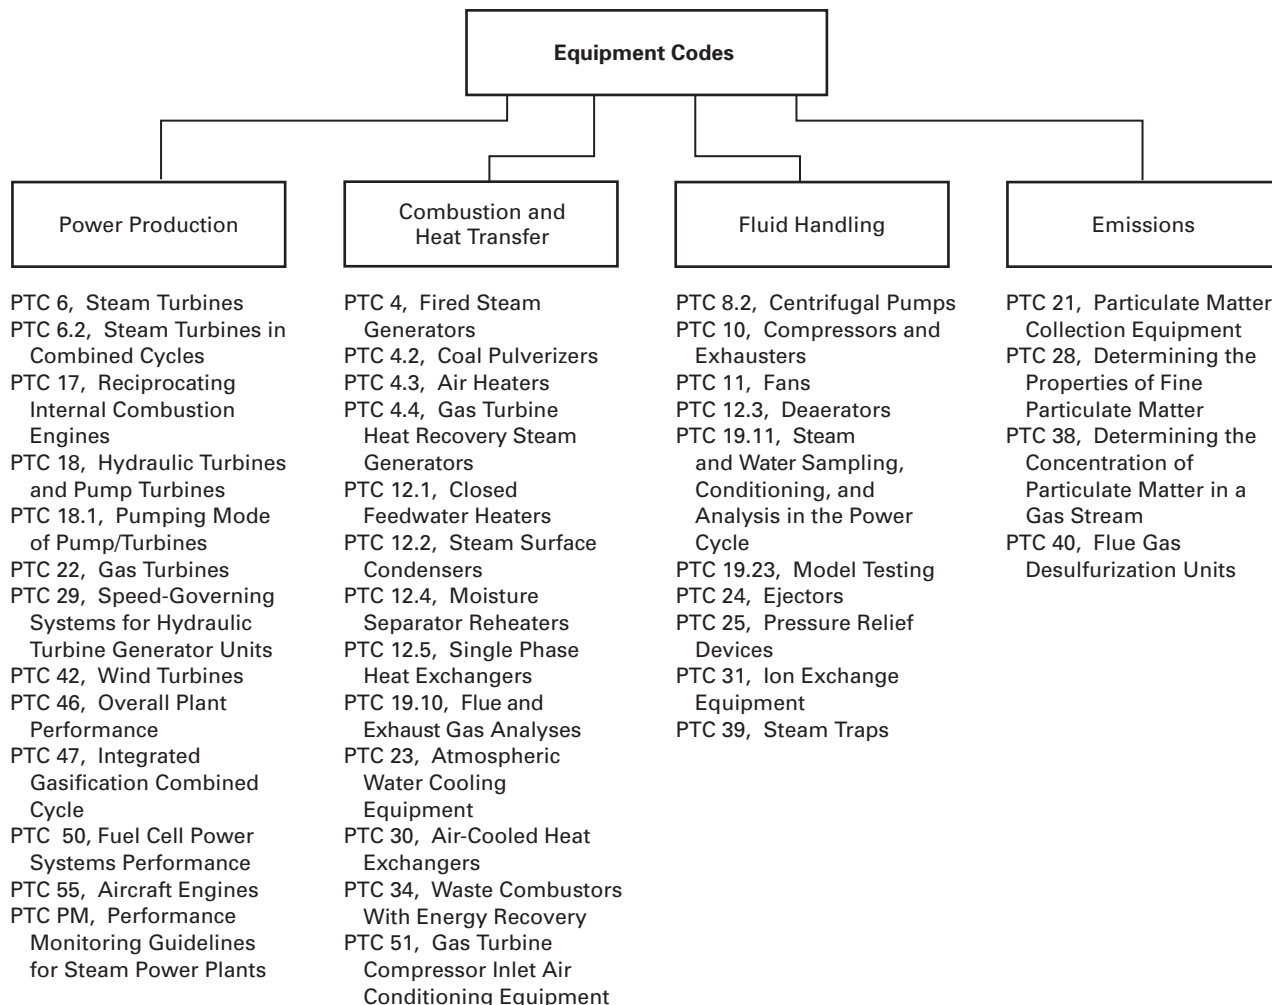 Equipment Codes
Power Production
Combustion and
Heat Transfer
Fluid Handling
Emissions
PTC 6, Steam Turbines
PTC 6.2, Steam Turbines in
Combined Cycles
PTC 17, Reciprocating
Internal Combustion
Engines
PTC 18, Hydraulic Turbines
and Pump Turbines
PTC 18.1, Pumping Mode
of Pump/Turbines
PTC 22, Gas Turbines
PTC 29, Speed-Governing
Systems for Hydraulic
Turbine Generator Units
PTC 42, Wind Turbines
PTC 46, Overall Plant
Performance
PTC 47, Integrated
Gasification Combined
Cycle
PTC 50, Fuel Cell Power
Systems Performance
PTC 55, Aircraft Engines
PTC PM, Performance
Monitoring Guidelines
for Steam Power Plants
PTC 4, Fired Steam
Generators
PTC 4.2, Coal Pulverizers
PTC 4.3, Air Heaters
PTC 4.4, Gas Turbine
Heat Recovery Steam
Generators
PTC 12.1, Closed
Feedwater Heaters
PTC 12.2, Steam Surface
Condensers
PTC 12.4, Moisture
Separator Reheaters
PTC 12.5, Single Phase
Heat Exchangers
PTC 19.10, Flue and
Exhaust Gas Analyses
PTC 23, Atmospheric
Water Cooling
Equipment
PTC 30, Air-Cooled Heat
Exchangers
PTC 34, Waste Combustors
With Energy Recovery
PTC 51, Gas Turbine
Compressor Inlet Air
Conditioning Equipment
PTC 8.2, Centrifugal Pumps
PTC 10, Compressors and
Exhausters
PTC 11, Fans
PTC 12.3, Deaerators
PTC 19.11, Steam
and Water Sampling,
Conditioning, and
Analysis in the Power
Cycle
PTC 19.23, Model Testing
PTC 24, Ejectors
PTC 25, Pressure Relief
Devices
PTC 31, Ion Exchange
Equipment
PTC 39, Steam Traps
PTC 21, Particulate Matter
Collection Equipment
PTC 28, Determining the
Properties of Fine
Particulate Matter
PTC 38, Determining the
Concentration of
Particulate Matter in a
Gas Stream
PTC 40, Flue Gas
Desulfurization Units